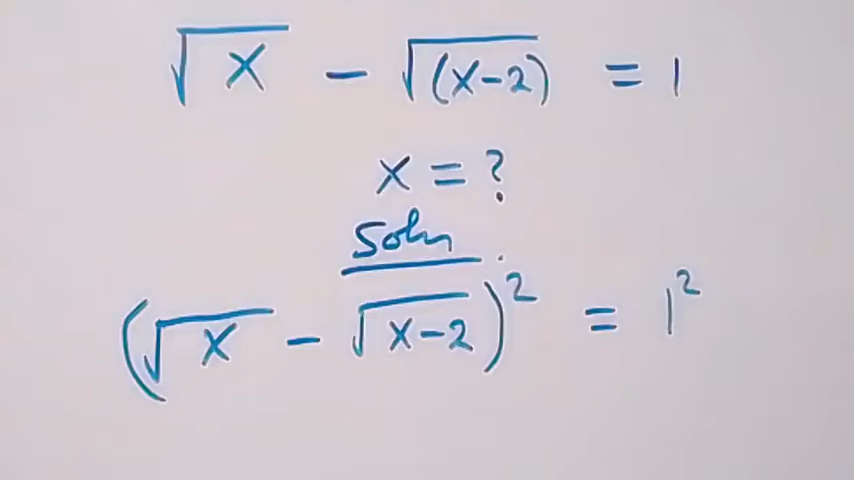 √x - √(x-2) = 1
x = ?
Soln
(√x - √x-2)² = 1²